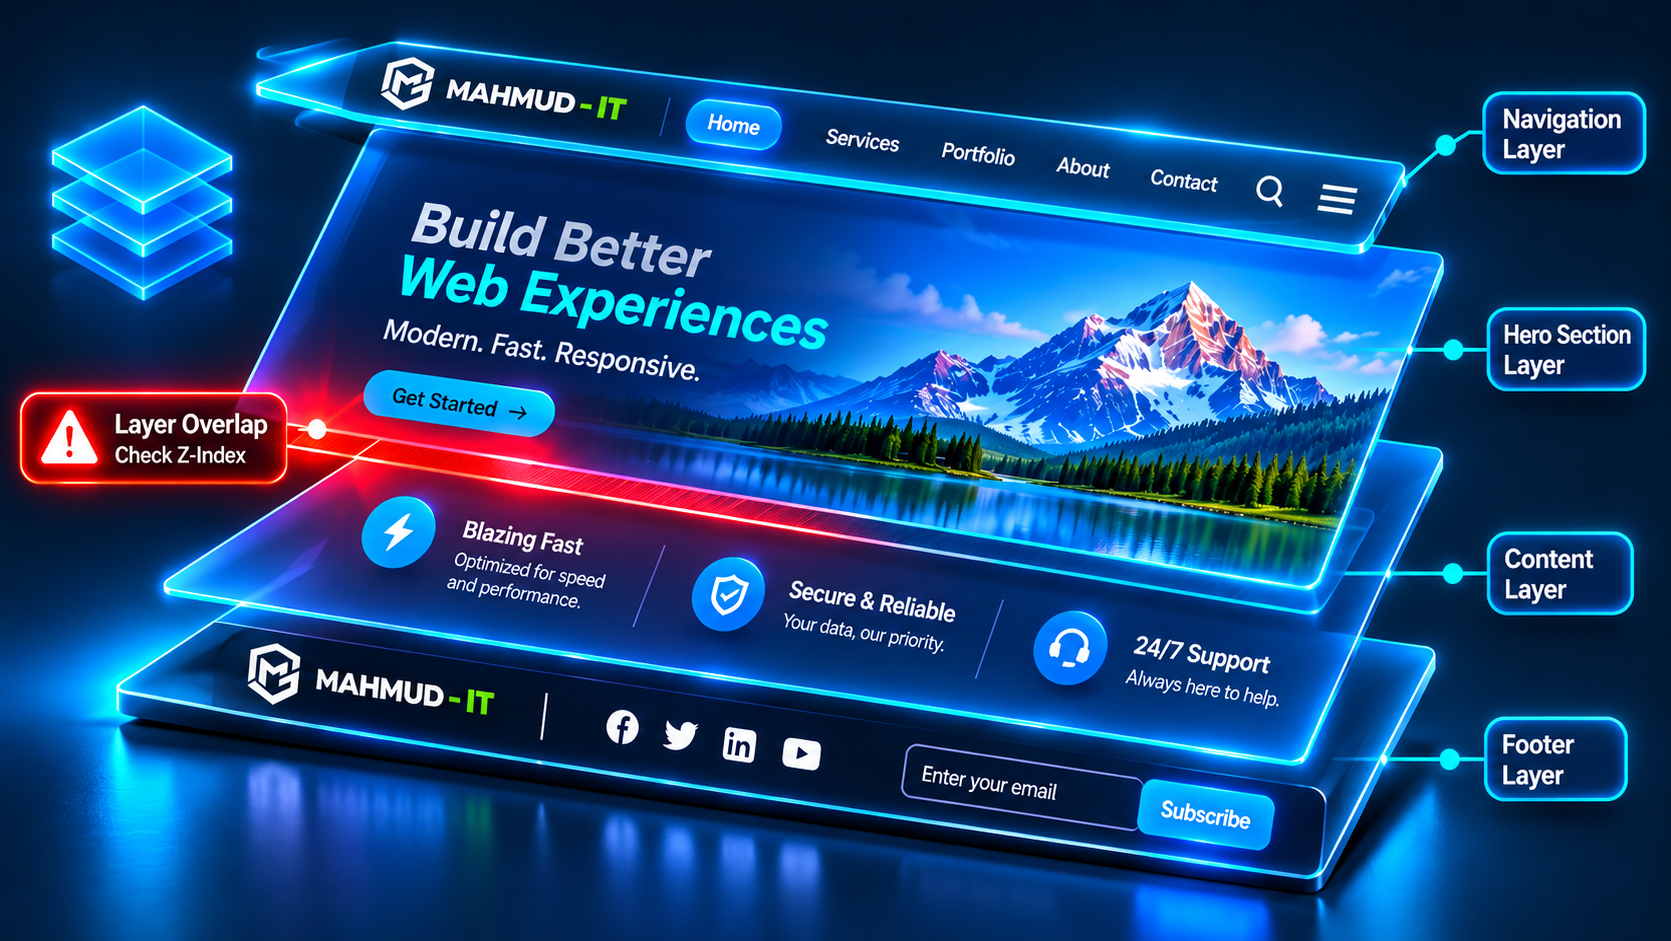 MAHMUD - IT
Home
Services
Portfolio
About
Contact
Navigation
Layer
Build Better
Web Experiences
Modern. Fast. Responsive.
Get Started →
Hero Section
Layer
Layer Overlap
Check Z-Index
Blazing Fast
Optimized for speed
and performance.
Secure & Reliable
Your data, our priority.
24/7 Support
Always here to help.
Content
Layer
MAHMUD - IT
Enter your email
Subscribe
Footer
Layer